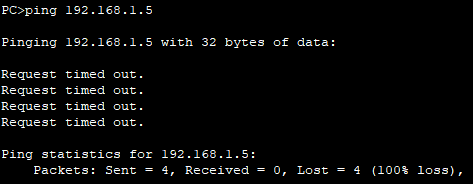 PC>ping 192.168.1.5
Pinging 192.168.1.5 with 32 bytes of data:
Request timed out.
Request timed out.
Request timed out.
Request timed out.
Ping statistics for 192.168.1.5:
Packets: Sent = 4, Received = 0, Lost = 4 (100% loss),